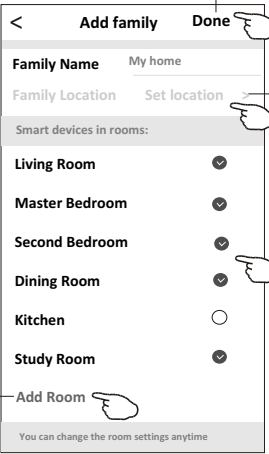 < Add family Done
Family Name My home
Family Location Set location >
Smart devices in rooms:
Living Room
Master Bedroom
Second Bedroom
Dining Room
Kitchen
Study Room
Add Room
You can change the room settings anytime